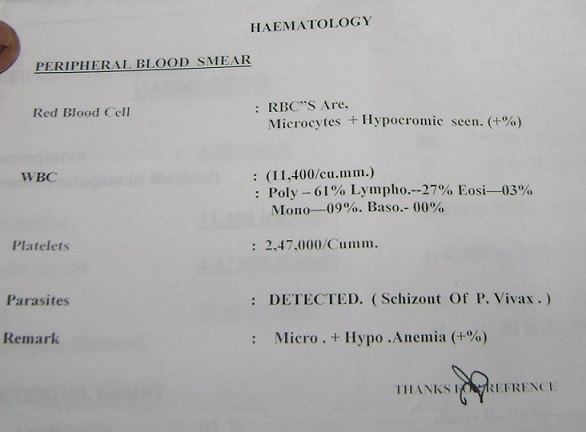 HAEMATOLOGY
PERIPHERAL BLOOD SMEAR
Red Blood Cell : RBC"S Are,
Microcytes + Hypocromic seen. (+%)
WBC : (11,400/cu.mm.)
: Poly – 61% Lympho.--27% Eosi—03%
Mono—09%. Baso.- 00%
Platelets : 2,47,000/Cumm.
Parasites : DETECTED. ( Schizont Of P. Vivax . )
Remark : Micro . + Hypo .Anemia (+%)
THANKS FOR REFRENCE